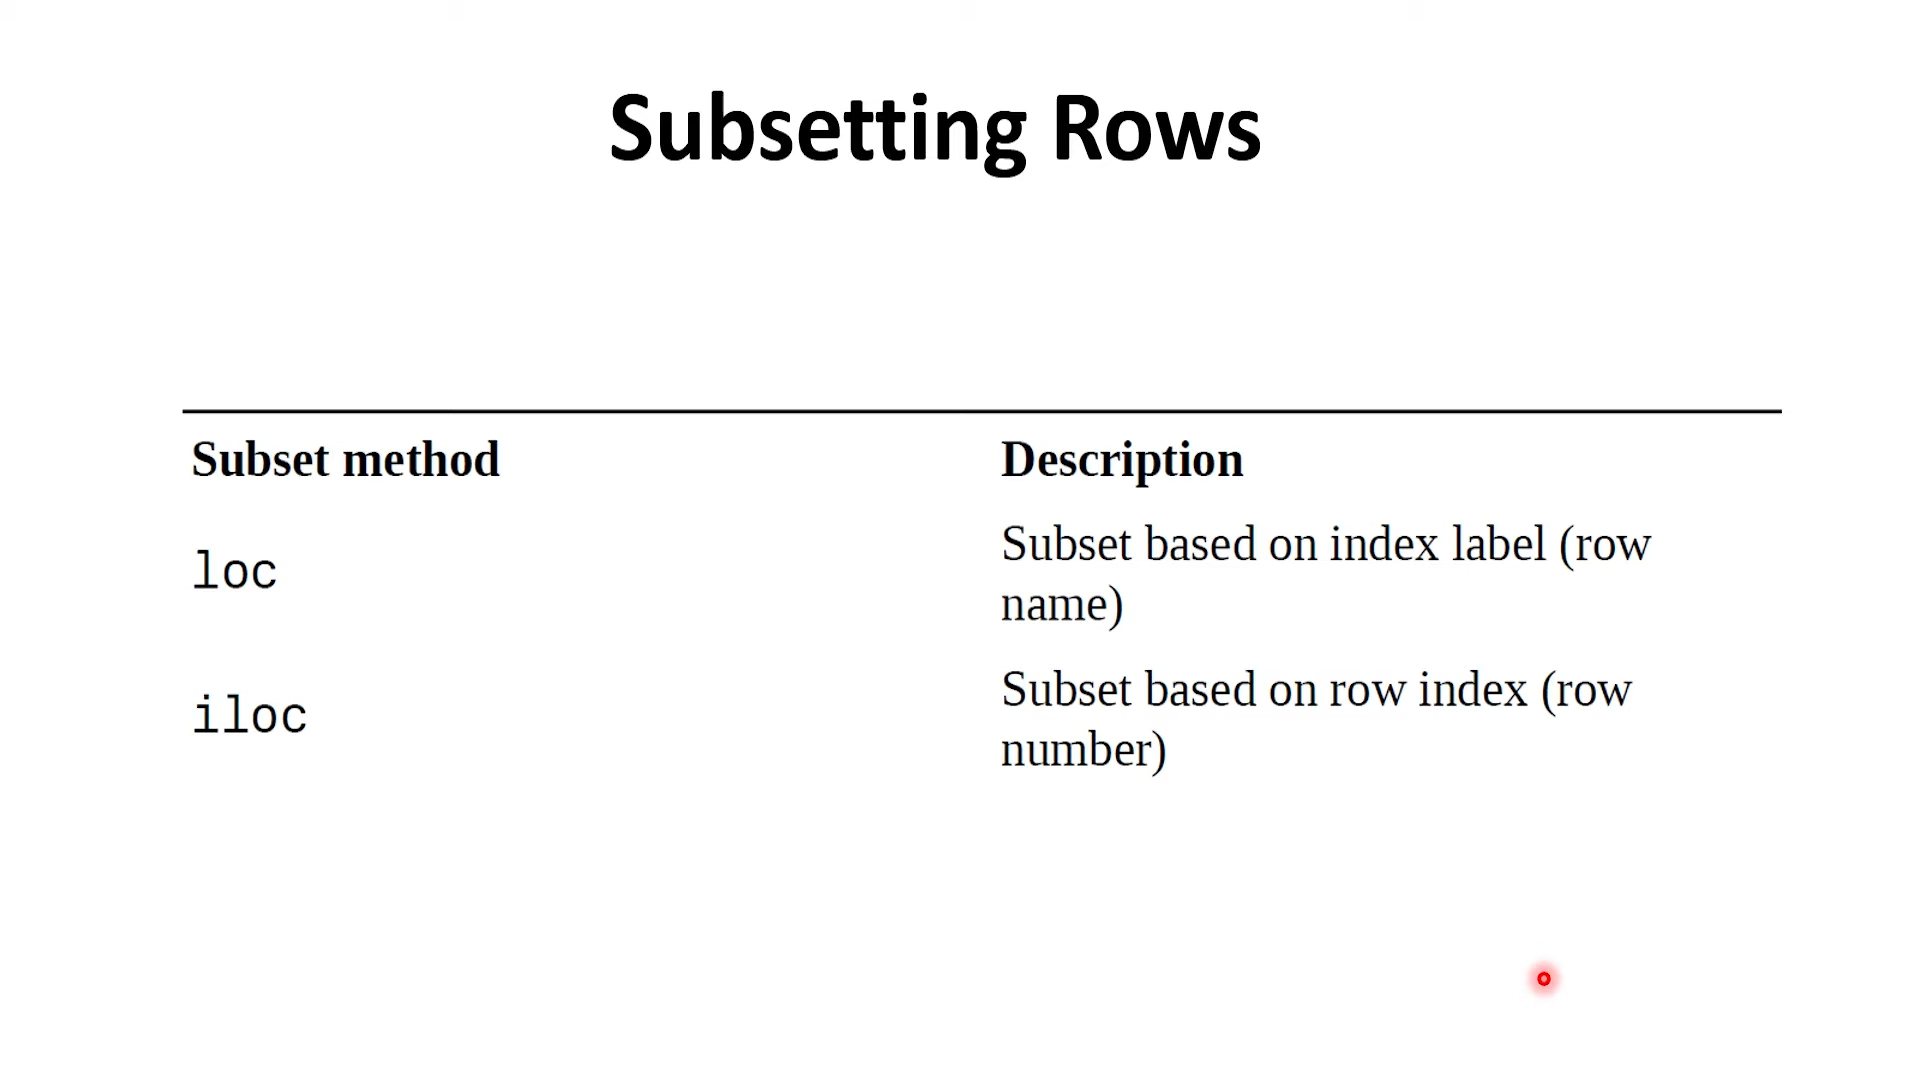 Subsetting Rows
Subset method
Description
loc
Subset based on index label (row
name)
iloc
Subset based on row index (row
number)